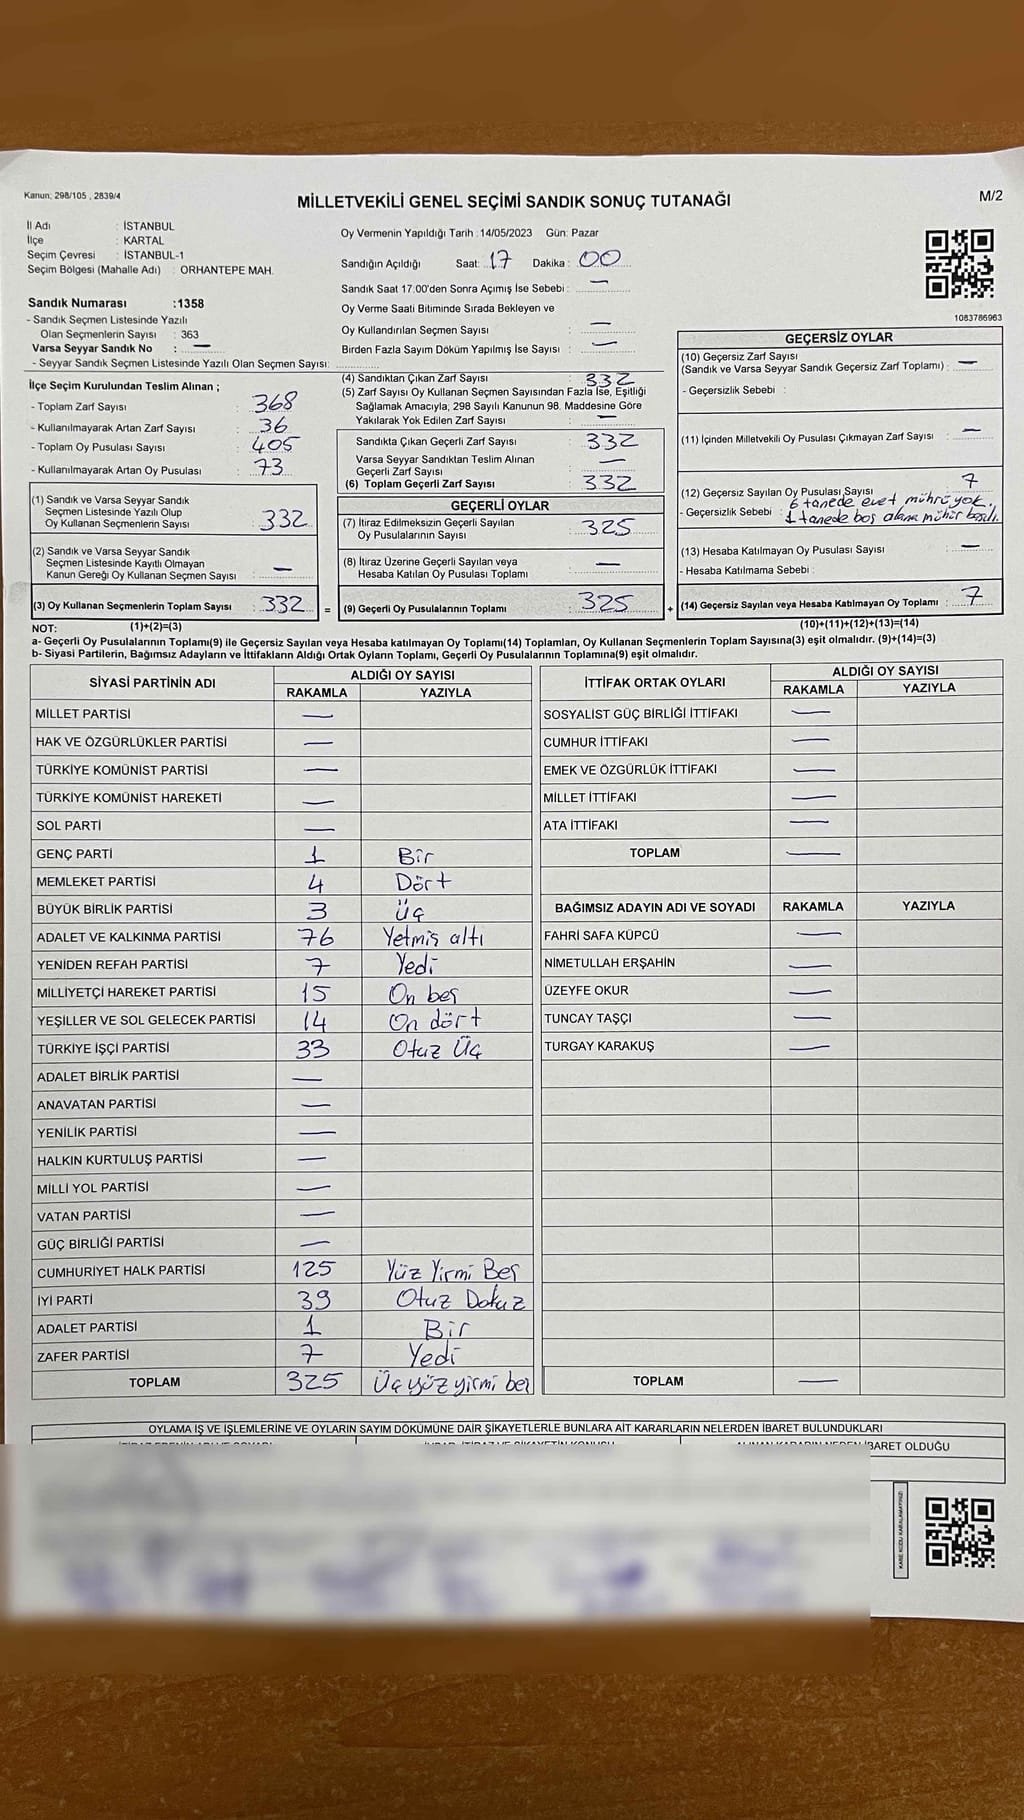 Kanun; 298/105 , 2839/4
MİLLETVEKİLİ GENEL SEÇİMİ SANDIK SONUÇ TUTANAĞI
M/2
İl Adı : İSTANBUL
İlçe : KARTAL
Seçim Çevresi : İSTANBUL-1
Seçim Bölgesi (Mahalle Adı) : ORHANTEPE MAH.
Sandık Numarası :1358
- Sandık Seçmen Listesinde Yazılı
Olan Seçmenlerin Sayısı : 363
Varsa Seyyar Sandık No : —
- Seyyar Sandık Seçmen Listesinde Yazılı Olan Seçmen Sayısı:
Oy Vermenin Yapıldığı Tarih : 14/05/2023 Gün: Pazar
Sandığın Açıldığı Saat: 17 Dakika : 00
Sandık Saat 17.00'den Sonra Açımış İse Sebebi : —
Oy Verme Saati Bitiminde Sırada Bekleyen ve
Oy Kullandırılan Seçmen Sayısı : —
Birden Fazla Sayım Döküm Yapılmış İse Sayısı : —
1083786963
İlçe Seçim Kurulundan Teslim Alınan ;
- Toplam Zarf Sayısı : 368
- Kullanılmayarak Artan Zarf Sayısı : 36
- Toplam Oy Pusulası Sayısı : 405
- Kullanılmayarak Artan Oy Pusulası : 73
(1) Sandık ve Varsa Seyyar Sandık
Seçmen Listesinde Yazılı Olup
Oy Kullanan Seçmenlerin Sayısı : 332
(2) Sandık ve Varsa Seyyar Sandık
Seçmen Listesinde Kayıtlı Olmayan
Kanun Gereği Oy Kullanan Seçmen Sayısı : —
(3) Oy Kullanan Seçmenlerin Toplam Sayısı : 332 =
(4) Sandıktan Çıkan Zarf Sayısı : 332
(5) Zarf Sayısı Oy Kullanan Seçmen Sayısından Fazla İse, Eşitliği
Sağlamak Amacıyla, 298 Sayılı Kanunun 98. Maddesine Göre
Yakılarak Yok Edilen Zarf Sayısı : —
Sandıkta Çıkan Geçerli Zarf Sayısı : 332
Varsa Seyyar Sandıktan Teslim Alınan
Geçerli Zarf Sayısı : —
(6) Toplam Geçerli Zarf Sayısı : 332
GEÇERLİ OYLAR
(7) İtiraz Edilmeksizin Geçerli Sayılan
Oy Pusulalarının Sayısı : 325
(8) İtiraz Üzerine Geçerli Sayılan veya
Hesaba Katılan Oy Pusulası Toplamı : —
(9) Geçerli Oy Pusulalarının Toplamı : 325 +
GEÇERSİZ OYLAR
(10) Geçersiz Zarf Sayısı
(Sandık ve Varsa Seyyar Sandık Geçersiz Zarf Toplamı) : —
- Geçersizlik Sebebi :
(11) İçinden Milletvekili Oy Pusulası Çıkmayan Zarf Sayısı : —
(12) Geçersiz Sayılan Oy Pusulası Sayısı : 7
6 tanede evet mührü yok.
- Geçersizlik Sebebi : 1 tanede boş alana mühür basılı.
(13) Hesaba Katılmayan Oy Pusulası Sayısı : —
- Hesaba Katılmama Sebebi :
(14) Geçersiz Sayılan veya Hesaba Katılmayan Oy Toplamı : 7
NOT: (1)+(2)=(3)
(10)+(11)+(12)+(13)=(14)
a- Geçerli Oy Pusulalarının Toplamı(9) ile Geçersiz Sayılan veya Hesaba katılmayan Oy Toplam(14) Toplamları, Oy Kullanan Seçmenlerin Toplam Sayısına(3) eşit olmalıdır. (9)+(14)=(3)
b- Siyasi Partilerin, Bağımsız Adayların ve İttifakların Aldığı Ortak Oyların Toplamı, Geçerli Oy Pusulalarının Toplamına(9) eşit olmalıdır.
SİYASİ PARTİNİN ADI
ALDIĞI OY SAYISI
RAKAMLA YAZIYLA
MİLLET PARTİSİ —
HAK VE ÖZGÜRLÜKLER PARTİSİ —
TÜRKİYE KOMÜNİST PARTİSİ —
TÜRKİYE KOMÜNİST HAREKETİ —
SOL PARTİ —
GENÇ PARTİ 1 Bir
MEMLEKET PARTİSİ 4 Dört
BÜYÜK BİRLİK PARTİSİ 3 Üç
ADALET VE KALKINMA PARTİSİ 76 Yetmiş altı
YENİDEN REFAH PARTİSİ 7 Yedi
MİLLİYETÇİ HAREKET PARTİSİ 15 On beş
YEŞİLLER VE SOL GELECEK PARTİSİ 14 On dört
TÜRKİYE İŞÇİ PARTİSİ 33 Otuz Üç
ADALET BİRLİK PARTİSİ —
ANAVATAN PARTİSİ —
YENİLİK PARTİSİ —
HALKIN KURTULUŞ PARTİSİ —
MİLLİ YOL PARTİSİ —
VATAN PARTİSİ —
GÜÇ BİRLİĞİ PARTİSİ —
CUMHURİYET HALK PARTİSİ 125 Yüz Yirmi Beş
İYİ PARTİ 39 Otuz Dokuz
ADALET PARTİSİ 1 Bir
ZAFER PARTİSİ 7 Yedi
TOPLAM 325 Üçyüzyirmi beş
İTTİFAK ORTAK OYLARI
ALDIĞI OY SAYISI
RAKAMLA YAZIYLA
SOSYALİST GÜÇ BİRLİĞİ İTTİFAKI —
CUMHUR İTTİFAKI —
EMEK VE ÖZGÜRLÜK İTTİFAKI —
MİLLET İTTİFAKI —
ATA İTTİFAKI —
TOPLAM —
BAĞIMSIZ ADAYIN ADI VE SOYADI RAKAMLA YAZIYLA
FAHRİ SAFA KÜPCÜ —
NİMETULLAH ERŞAHİN —
ÜZEYFE OKUR —
TUNCAY TAŞÇI —
TURGAY KARAKUŞ —
TOPLAM —
OYLAMA İŞ VE İŞLEMLERİNE VE OYLARIN SAYIM DÖKÜMÜNE DAİR ŞİKAYETLERLE BUNLARA AİT KARARLARIN NELERDEN İBARET BULUNDUKLARI
OLDUĞU
KARE KODU KARALAMAYINIZ!